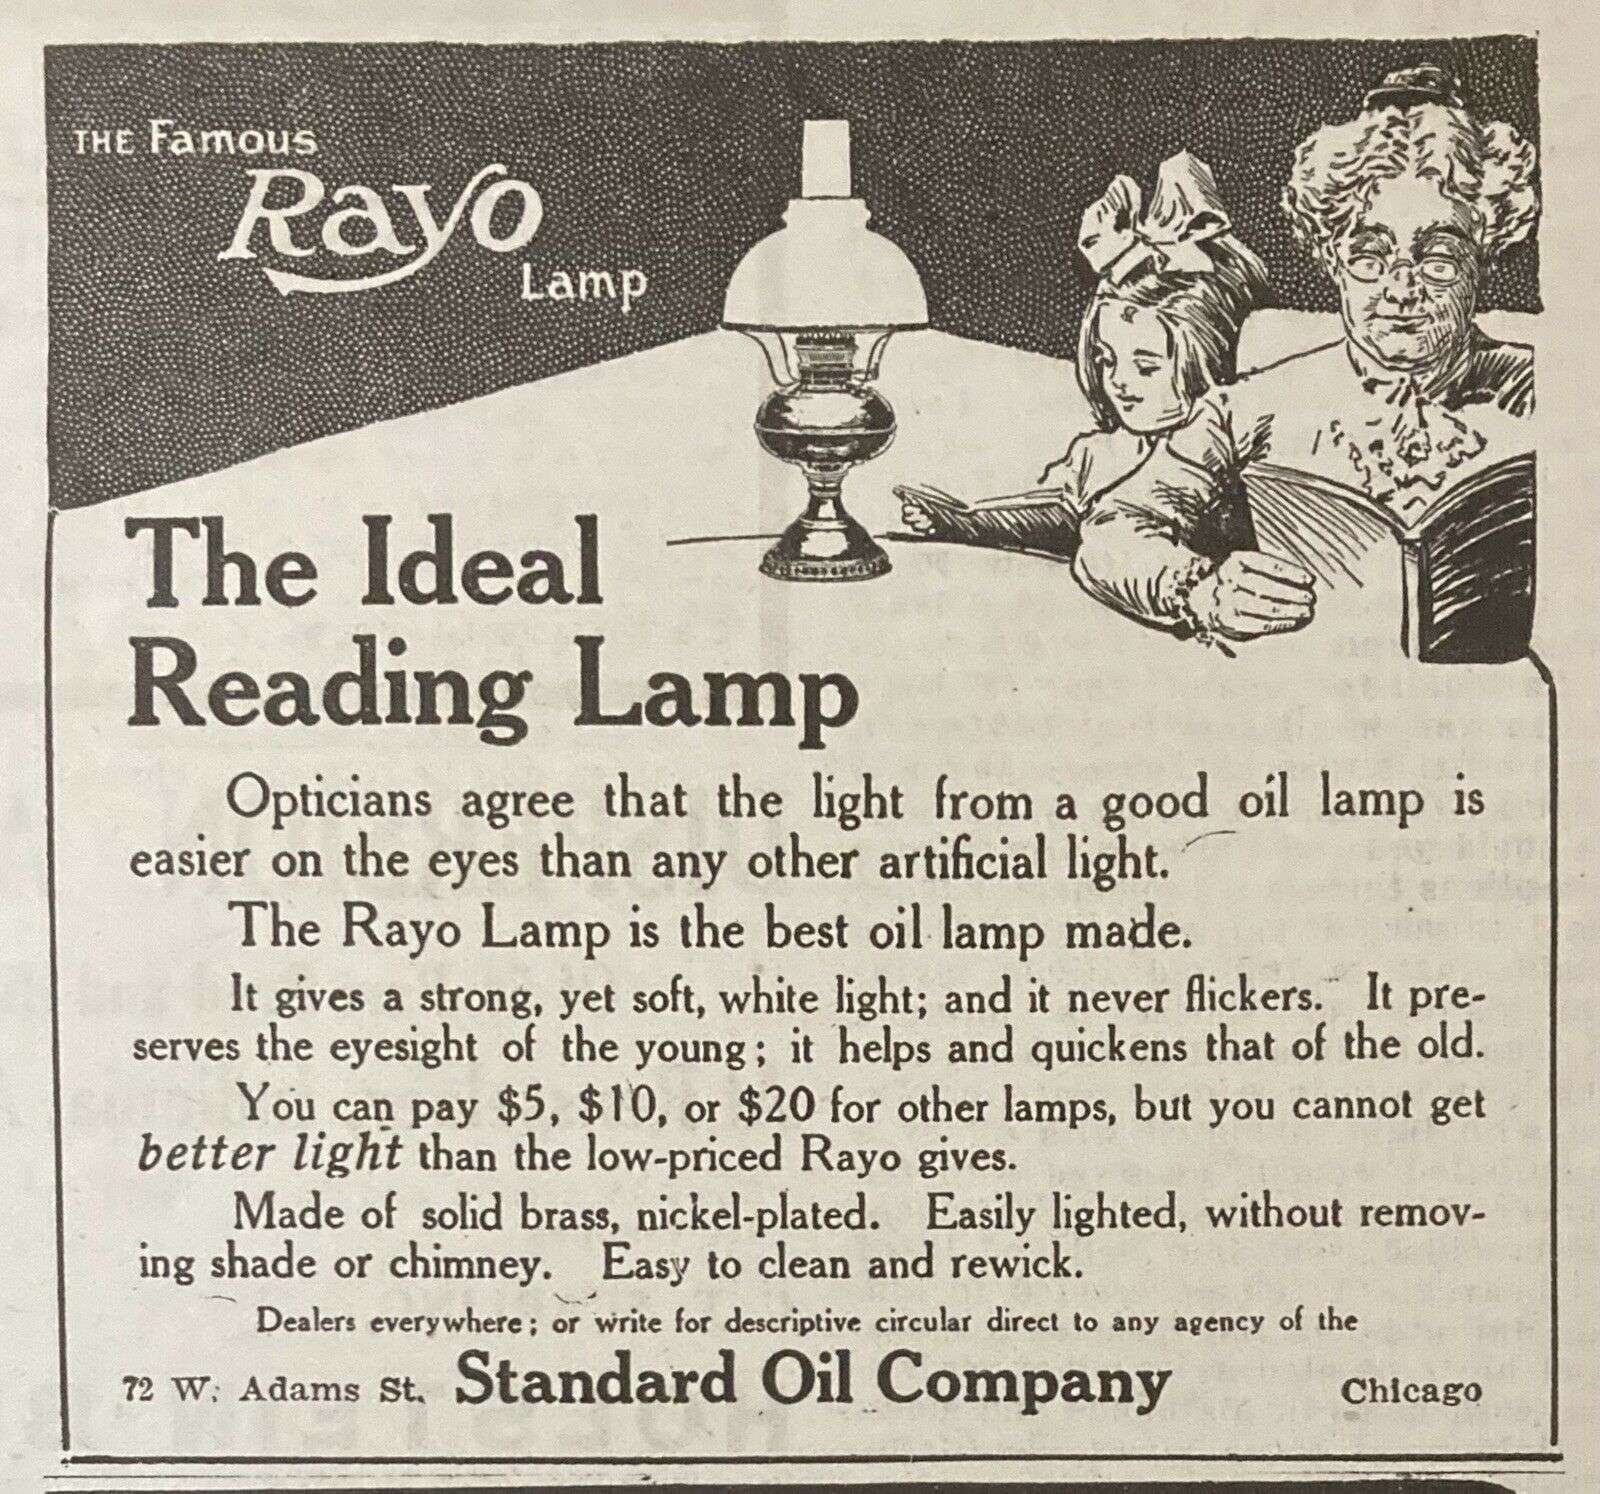 THE Famous
Rayo
Lamp
The Ideal
Reading Lamp
Opticians agree that the light from a good oil lamp is
easier on the eyes than any other artificial light.
The Rayo Lamp is the best oil lamp made.
It gives a strong, yet soft, white light; and it never flickers. It pre-
serves the eyesight of the young; it helps and quickens that of the old.
You can pay $5, $10, or $20 for other lamps, but you cannot get
better light than the low-priced Rayo gives.
Made of solid brass, nickel-plated. Easily lighted, without remov-
ing shade or chimney. Easy to clean and rewick.
Dealers everywhere; or write for descriptive circular direct to any agency of the
72 W. Adams St. Standard Oil Company Chicago